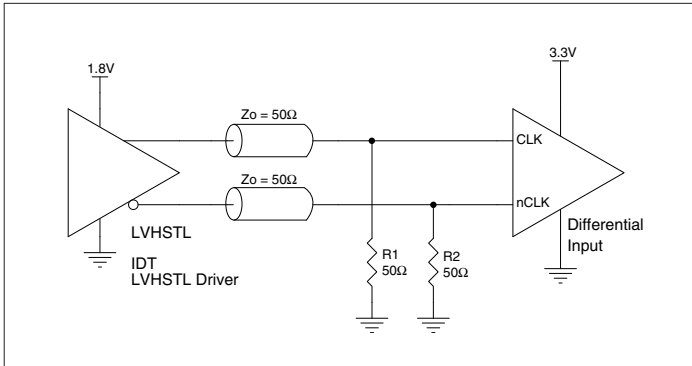 1.8V
3.3V
Zo = 50Ω
CLK
Zo = 50Ω
nCLK
LVHSTL
IDT
LVHSTL Driver
R1
50Ω
R2
50Ω
Differential
Input